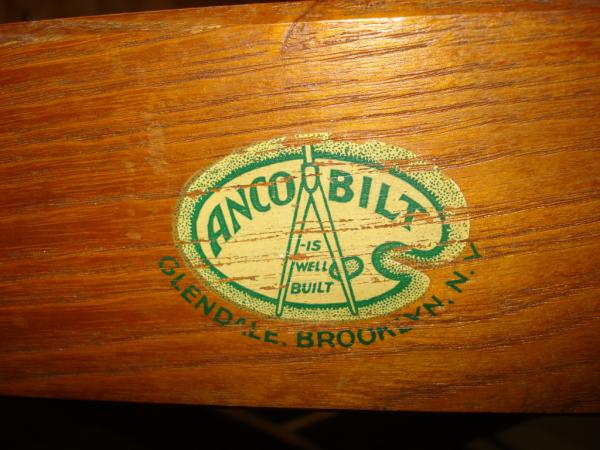 ANCO BILT
-IS
WELL
BUILT
GLENDALE, BROOKLYN, N.Y.